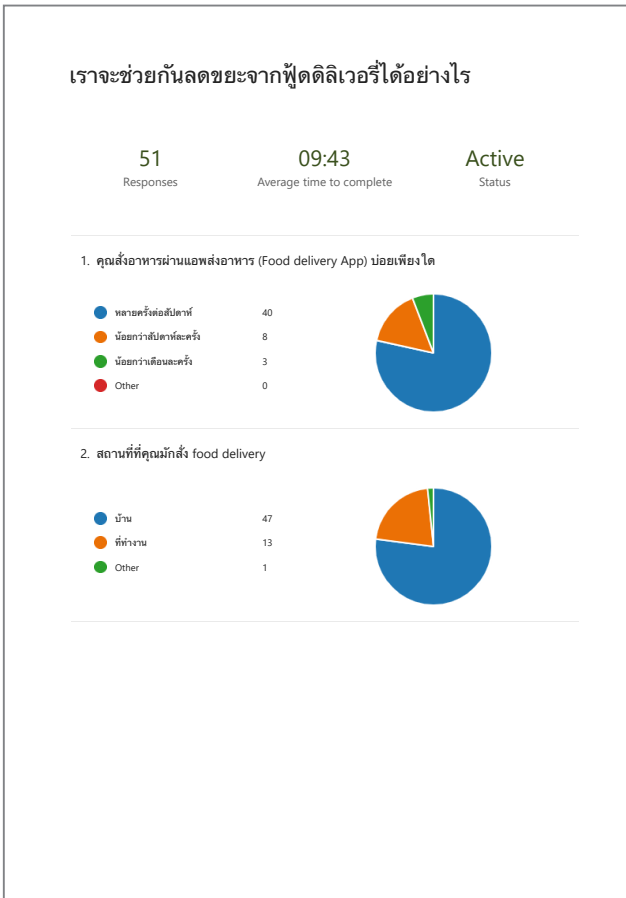 เราจะช่วยกันลดขยะจากฟู้ดดิลิเวอรี่ได้อย่างไร
51 09:43 Active
Responses Average time to complete Status
1. คุณสั่งอาหารผ่านแอพส่งอาหาร (Food delivery App) บ่อยเพียงใด
หลายครั้งต่อสัปดาห์ 40
น้อยกว่าสัปดาห์ละครั้ง 8
น้อยกว่าเดือนละครั้ง 3
Other 0
2. สถานที่ที่คุณมักสั่ง food delivery
บ้าน 47
ที่ทำงาน 13
Other 1